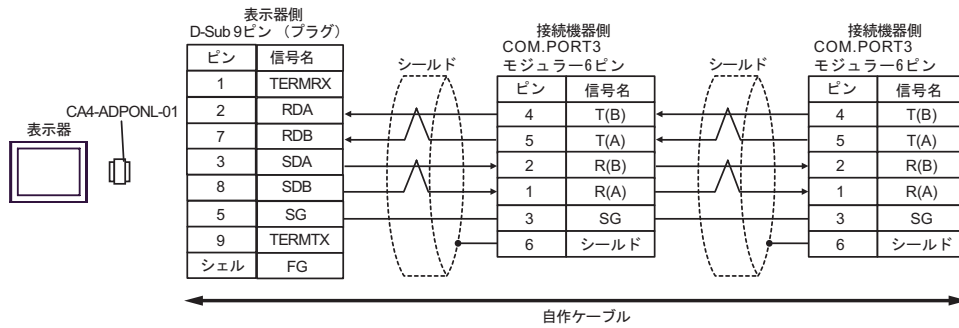 表示器側
D-Sub 9ピン （プラグ）
ピン 信号名
1 TERMRX
2 RDA
7 RDB
3 SDA
8 SDB
5 SG
9 TERMTX
シェル FG
CA4-ADPONL-01
表示器
シールド
接続機器側
COM.PORT3
モジュラー6ピン
ピン 信号名
4 T(B)
5 T(A)
2 R(B)
1 R(A)
3 SG
6 シールド
シールド
接続機器側
COM.PORT3
モジュラー6ピン
ピン 信号名
4 T(B)
5 T(A)
2 R(B)
1 R(A)
3 SG
6 シールド
自作ケーブル